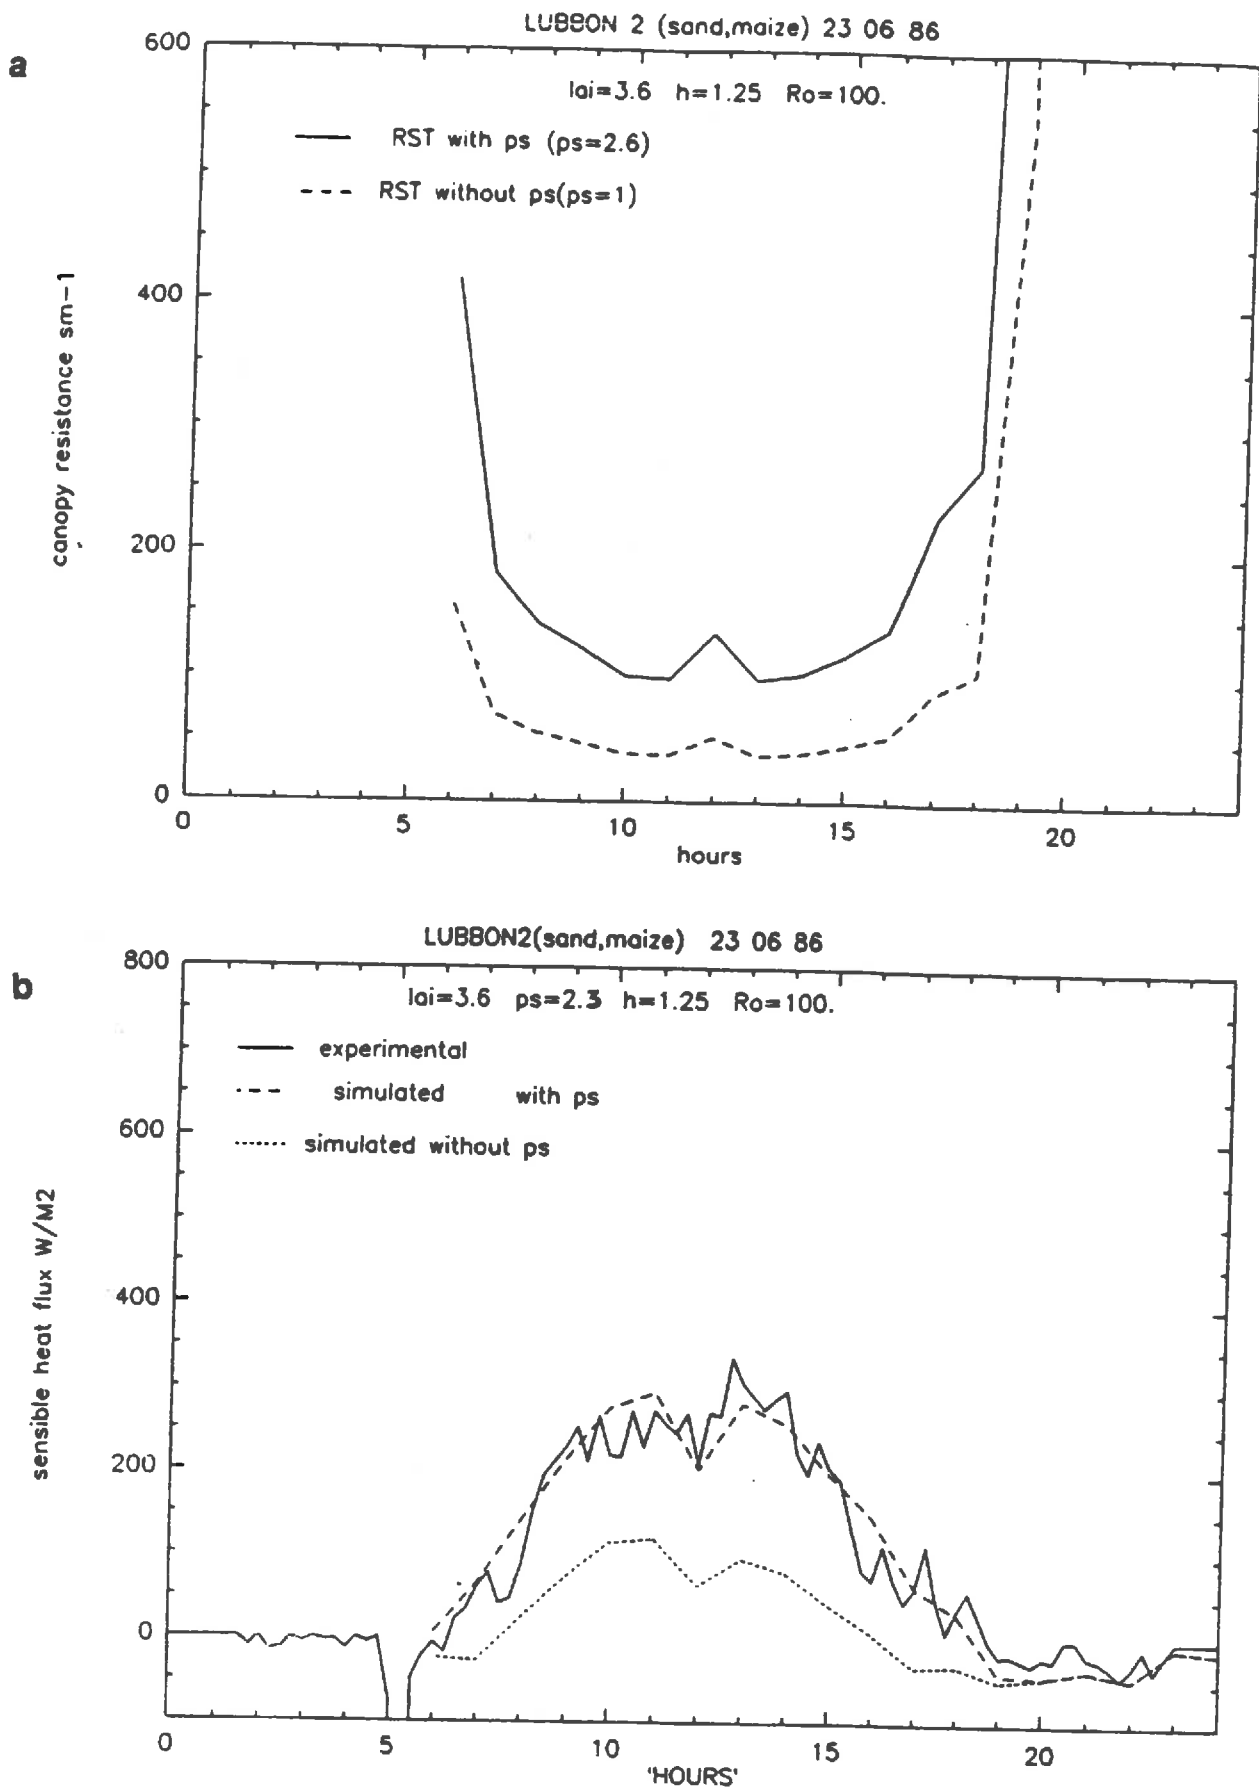 a
LUBBON 2 (sand,maize) 23 06 86
lai=3.6 h=1.25 Ro=100.
RST with ps (ps=2.6)
RST without ps(ps=1)
600
400
200
0
canopy resistance sm-1
0 5 10 15 20
hours
b
LUBBON2(sand,maize) 23 06 86
lai=3.6 ps=2.3 h=1.25 Ro=100.
experimental
simulated with ps
simulated without ps
800
600
400
200
0
sensible heat flux W/M2
0 5 10 15 20
'HOURS'